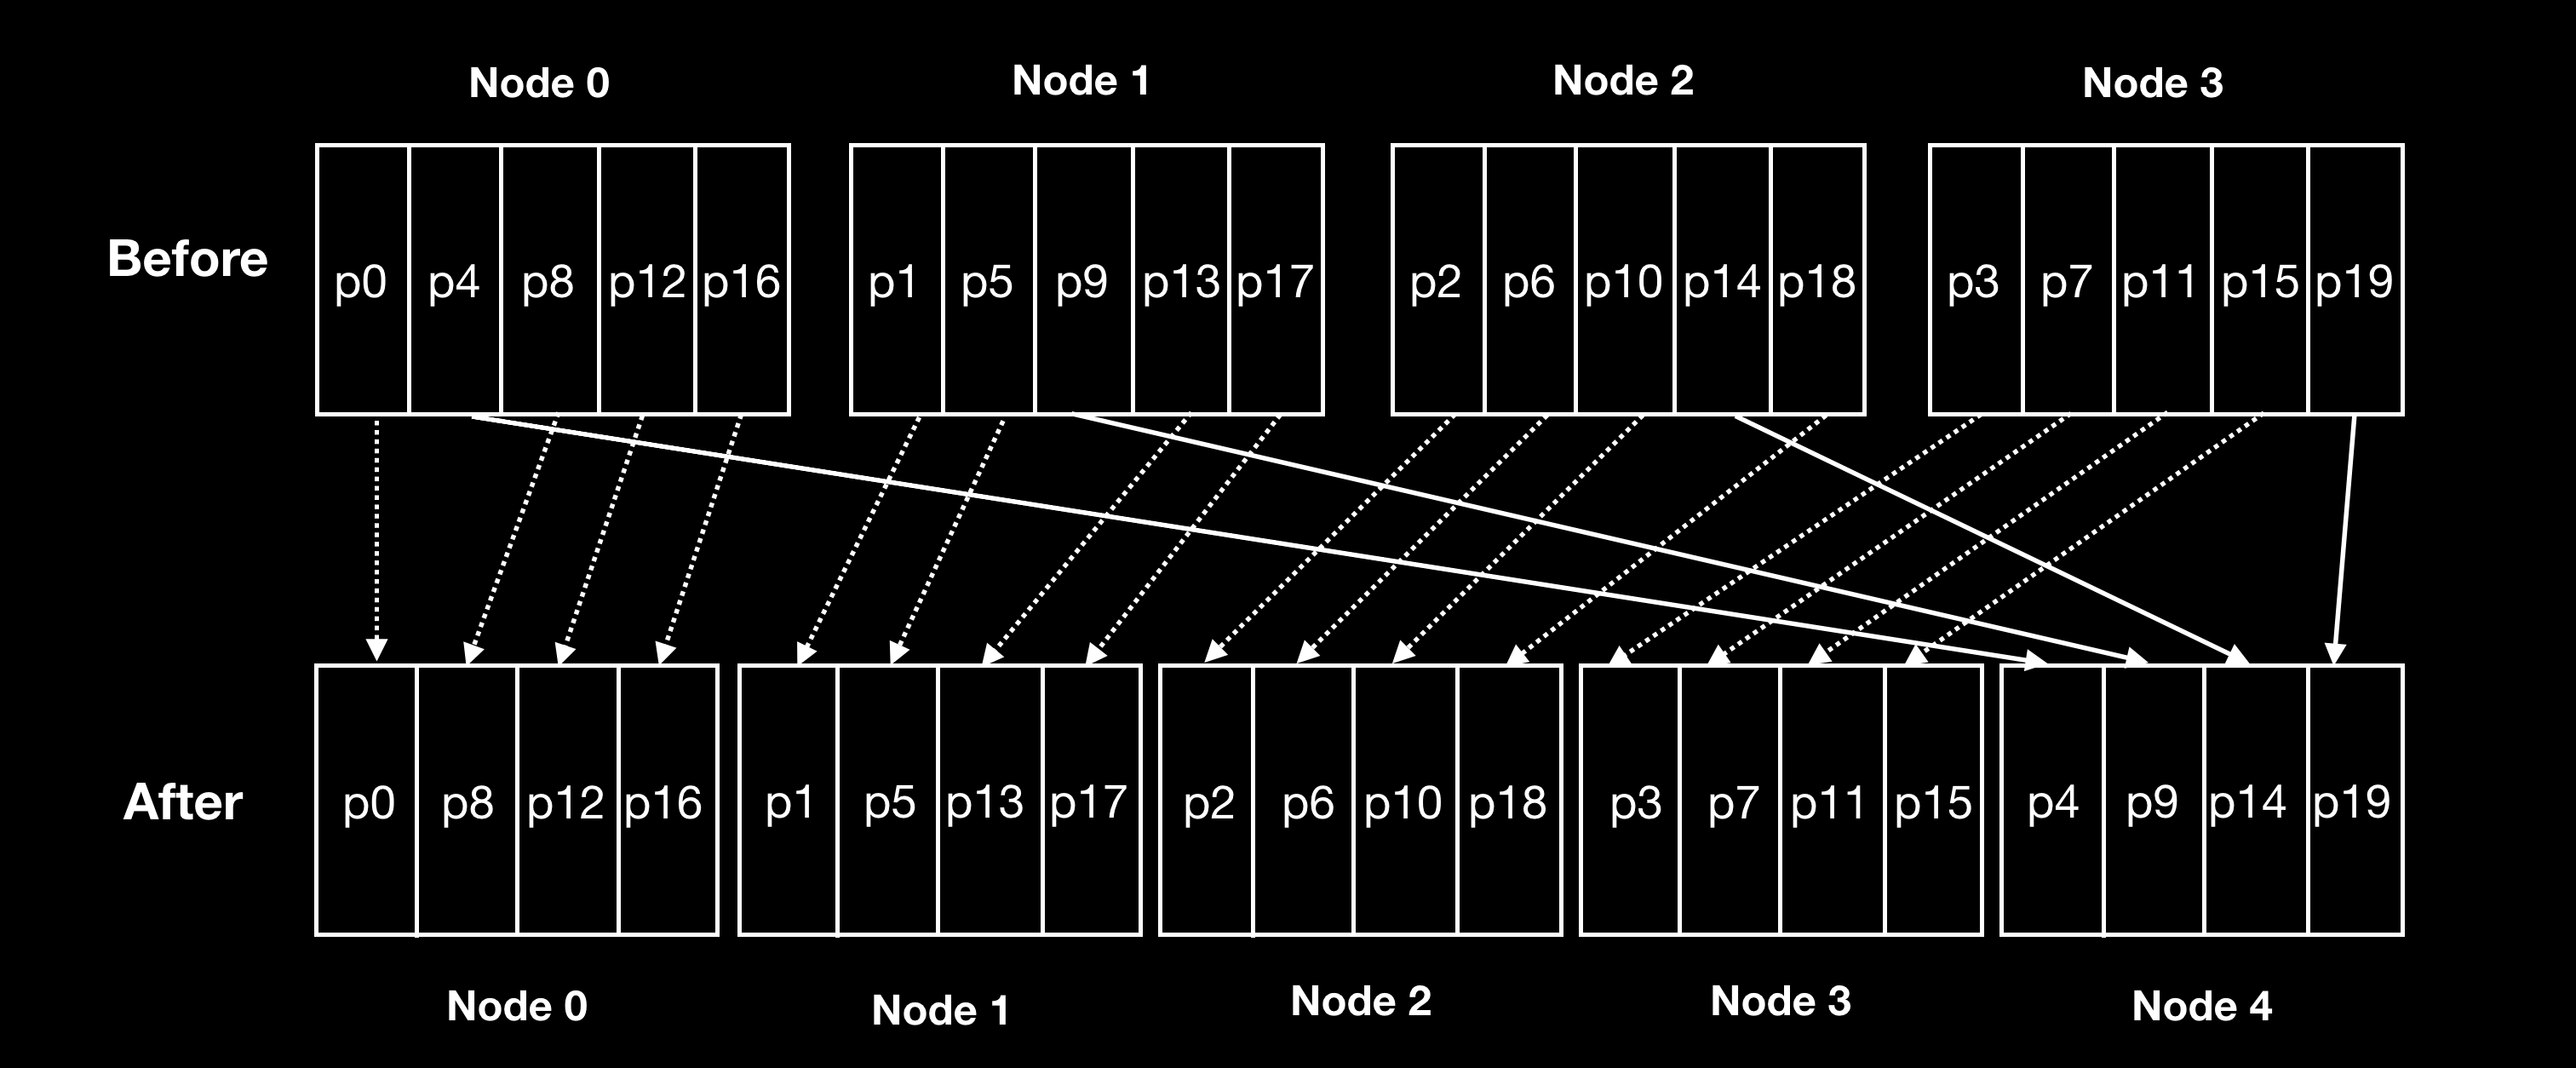 Node 0 Node 1 Node 2 Node 3
Before
p0 p4 p8 p12 p16 p1 p5 p9 p13 p17 p2 p6 p10 p14 p18 p3 p7 p11 p15 p19
After
p0 p8 p12 p16 p1 p5 p13 p17 p2 p6 p10 p18 p3 p7 p11 p15 p4 p9 p14 p19
Node 0 Node 1 Node 2 Node 3 Node 4